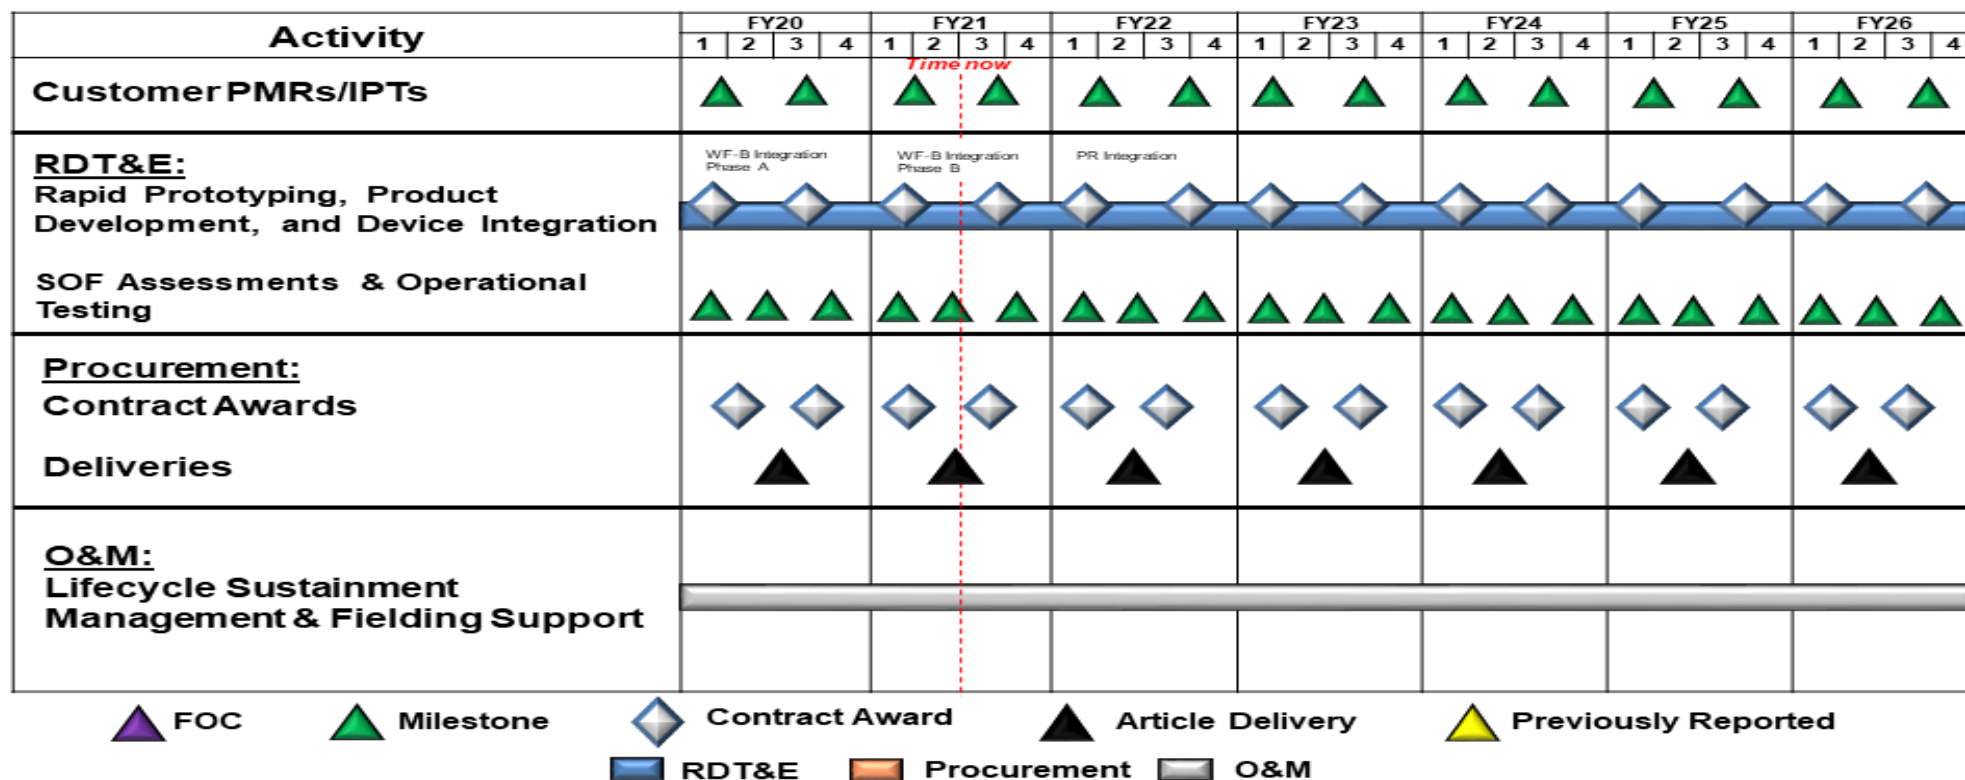 Activity
FY20 FY21 FY22 FY23 FY24 FY25 FY26
1 2 3 4 1 2 3 4 1 2 3 4 1 2 3 4 1 2 3 4 1 2 3 4 1 2 3 4
Time now
Customer PMRs/IPTs
RDT&E:
Rapid Prototyping, Product
Development, and Device Integration
WF-B Integration
Phase A
WF-B Integration
Phase B
PR Integration
SOF Assessments & Operational
Testing
Procurement:
Contract Awards
Deliveries
O&M:
Lifecycle Sustainment
Management & Fielding Support
FOC Milestone Contract Award Article Delivery Previously Reported
RDT&E Procurement O&M